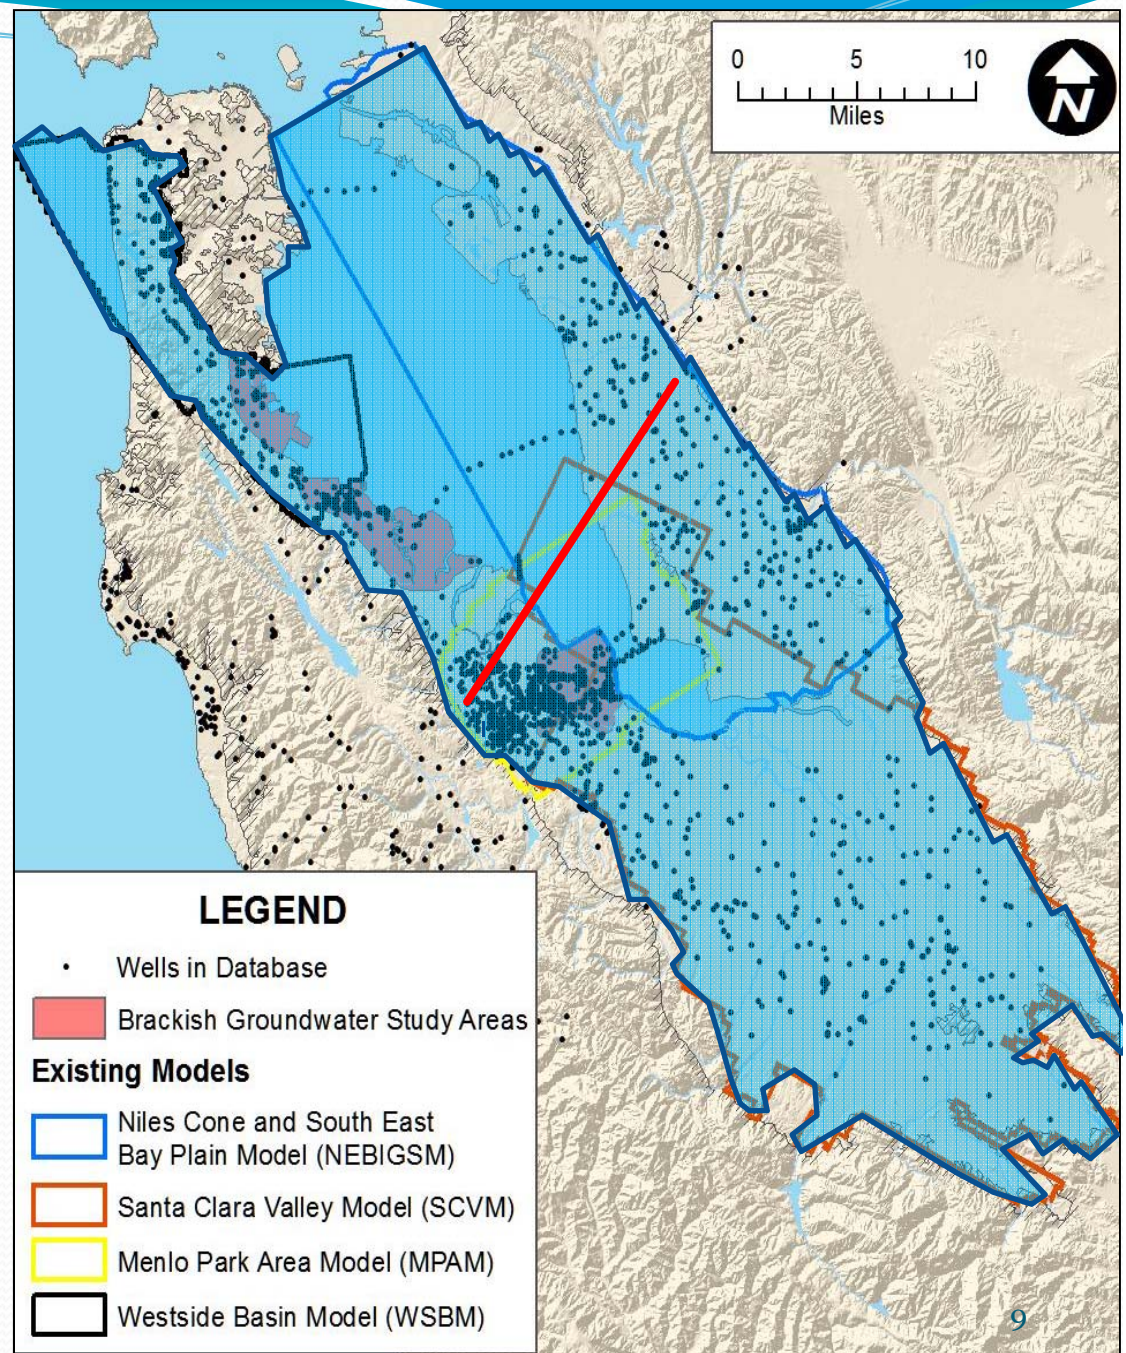 0 5 10
Miles
N
LEGEND
Wells in Database
Brackish Groundwater Study Areas
Existing Models
Niles Cone and South East
Bay Plain Model (NEBIGSM)
Santa Clara Valley Model (SCVM)
Menlo Park Area Model (MPAM)
Westside Basin Model (WSBM)
9